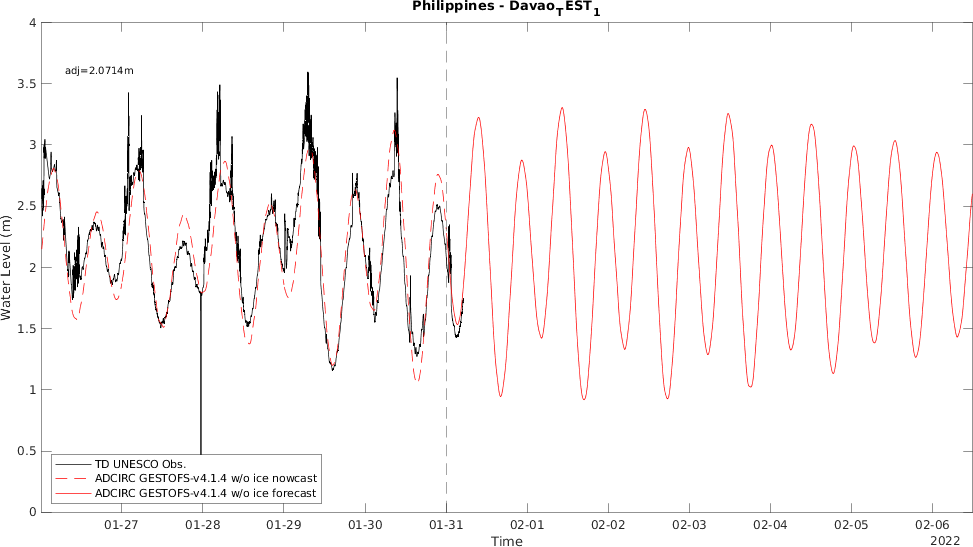 Philippines - Davao_TEST_1
4
adj=2.0714m
3.5
3
2.5
2
1.5
1
0.5
0
Water Level (m)
TD UNESCO Obs.
ADCIRC GESTOFS-v4.1.4 w/o ice nowcast
ADCIRC GESTOFS-v4.1.4 w/o ice forecast
01-27 01-28 01-29 01-30 01-31 02-01 02-02 02-03 02-04 02-05 02-06
Time
2022